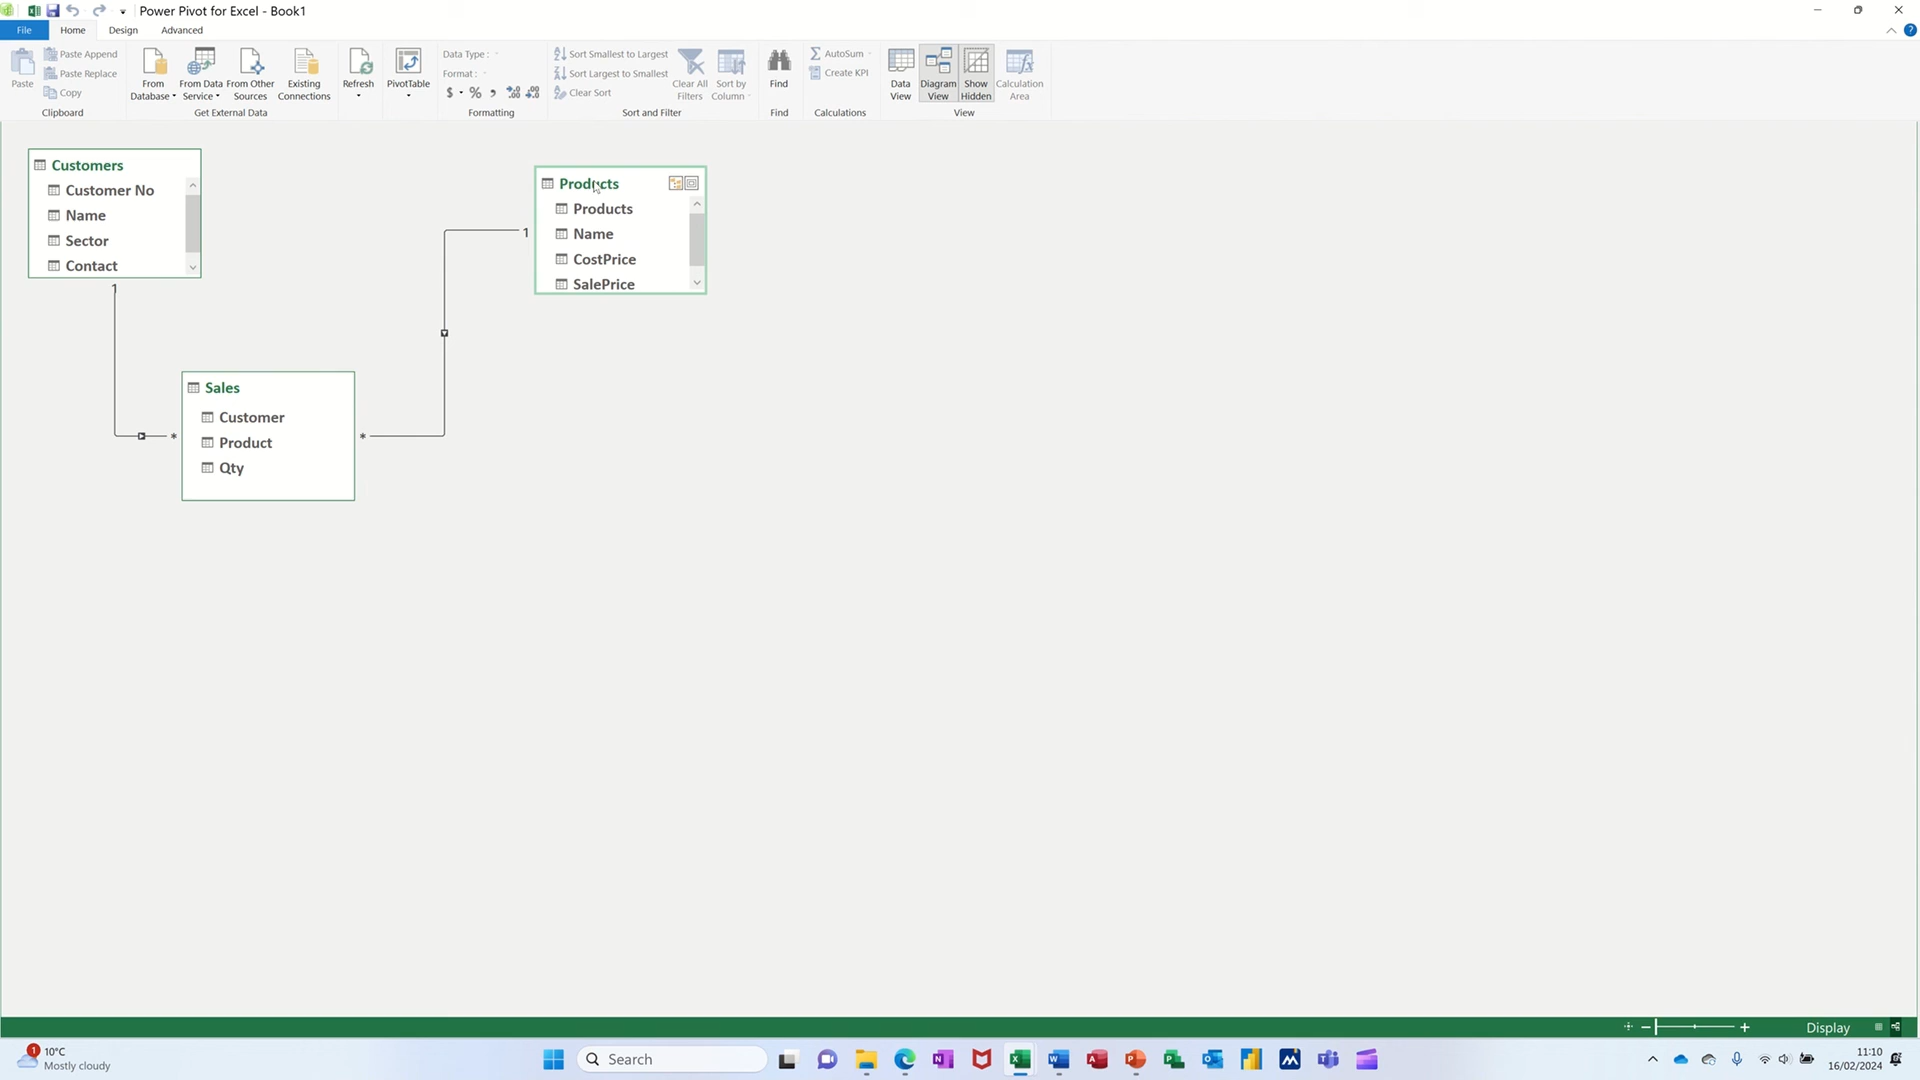 Power Pivot for Excel - Book1
File Home Design Advanced
Paste
Paste Append
Paste Replace
Copy
Clipboard
From Database
From Data Service
From Other Sources
Existing Connections
Get External Data
Refresh
PivotTable
Data Type :
Format :
$ % ,
Formatting
Sort Smallest to Largest
Sort Largest to Smallest
Clear Sort
Clear All Filters
Sort by Column
Sort and Filter
Find
Find
AutoSum
Create KPI
Calculations
Data View
Diagram View
Show Hidden
Calculation Area
View
Customers
Customer No
Name
Sector
Contact
1
Products
Products
Name
CostPrice
SalePrice
1
Sales
Customer
Product
Qty
*
*
Display
1
10°C
Mostly cloudy
Search
11:10
16/02/2024